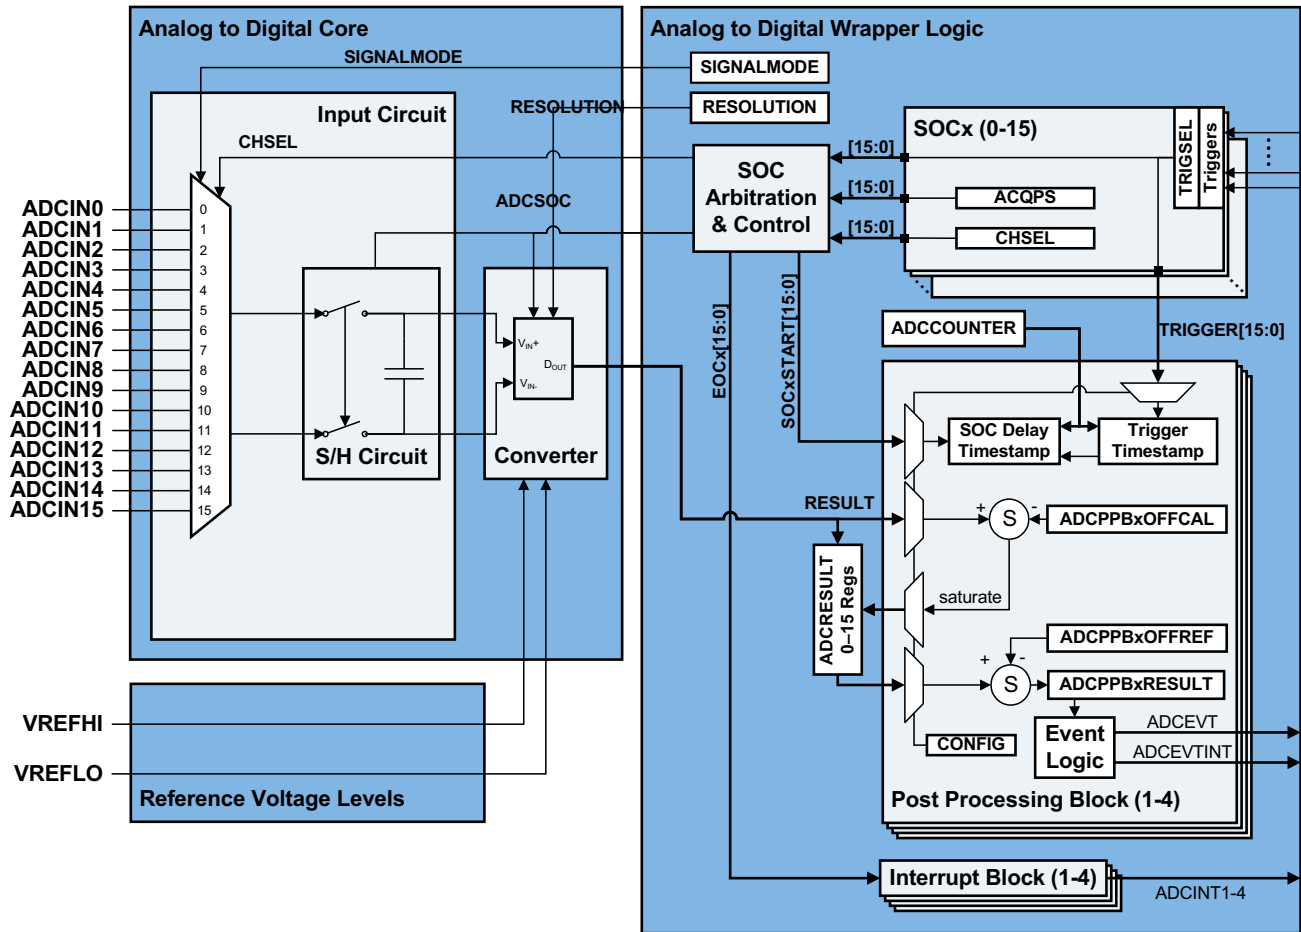 Analog to Digital Core
Analog to Digital Wrapper Logic
SIGNALMODE
SIGNALMODE
RESOLUTION
RESOLUTION
Input Circuit
CHSEL
ADCSOC
SOC
Arbitration
& Control
[15:0]
[15:0]
[15:0]
SOCx (0-15)
TRIGSEL
Triggers
ACQPS
CHSEL
ADCIN0
ADCIN1
ADCIN2
ADCIN3
ADCIN4
ADCIN5
ADCIN6
ADCIN7
ADCIN8
ADCIN9
ADCIN10
ADCIN11
ADCIN12
ADCIN13
ADCIN14
ADCIN15
0
1
2
3
4
5
6
7
8
9
10
11
12
13
14
15
S/H Circuit
VIN+
VIN-
DOUT
Converter
EOCx[15:0]
SOCxSTART[15:0]
ADCCOUNTER
TRIGGER[15:0]
SOC Delay
Timestamp
Trigger
Timestamp
RESULT
+
S
-
ADCPPBxOFFCAL
saturate
ADCRESULT
0–15 Regs
ADCPPBxOFFREF
+
-
S
ADCPPBxRESULT
CONFIG
Event
Logic
ADCEVT
ADCEVTINT
Post Processing Block (1-4)
VREFHI
VREFLO
Reference Voltage Levels
Interrupt Block (1-4)
ADCINT1-4